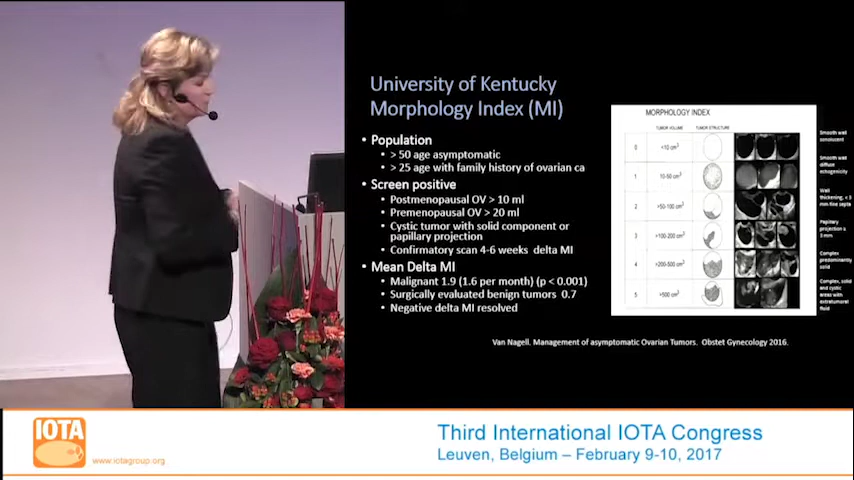 University of Kentucky
Morphology Index (MI)
• Population
• > 50 age asymptomatic
• > 25 age with family history of ovarian ca
• Screen positive
• Postmenopausal OV > 10 ml
• Premenopausal OV > 20 ml
• Cystic tumor with solid component or
papillary projection
• Confirmatory scan 4-6 weeks delta MI
• Mean Delta MI
• Malignant 1.9 (1.6 per month) (p < 0.001)
• Surgically evaluated benign tumors 0.7
• Negative delta MI resolved
MORPHOLOGY INDEX
TUMOR VOLUME TUMOR STRUCTURE
0 <10 cm³
1 10-50 cm³
2 >50-100 cm³
3 >100-200 cm³
4 >200-500 cm³
5 >500 cm³
Smooth wall
sonolucent
Smooth wall
diffuse
echogenicity
Wall
thickening, < 3
mm fine septa
Papillary
projection ≥
3 mm
Complex
predominantly
solid
Complex, solid
and cystic
areas with
extratumoral
fluid
Van Nagell. Management of asymptomatic Ovarian Tumors. Obstet Gynecology 2016.
IOTA
www.iotagroup.org
Third International IOTA Congress
Leuven, Belgium – February 9-10, 2017